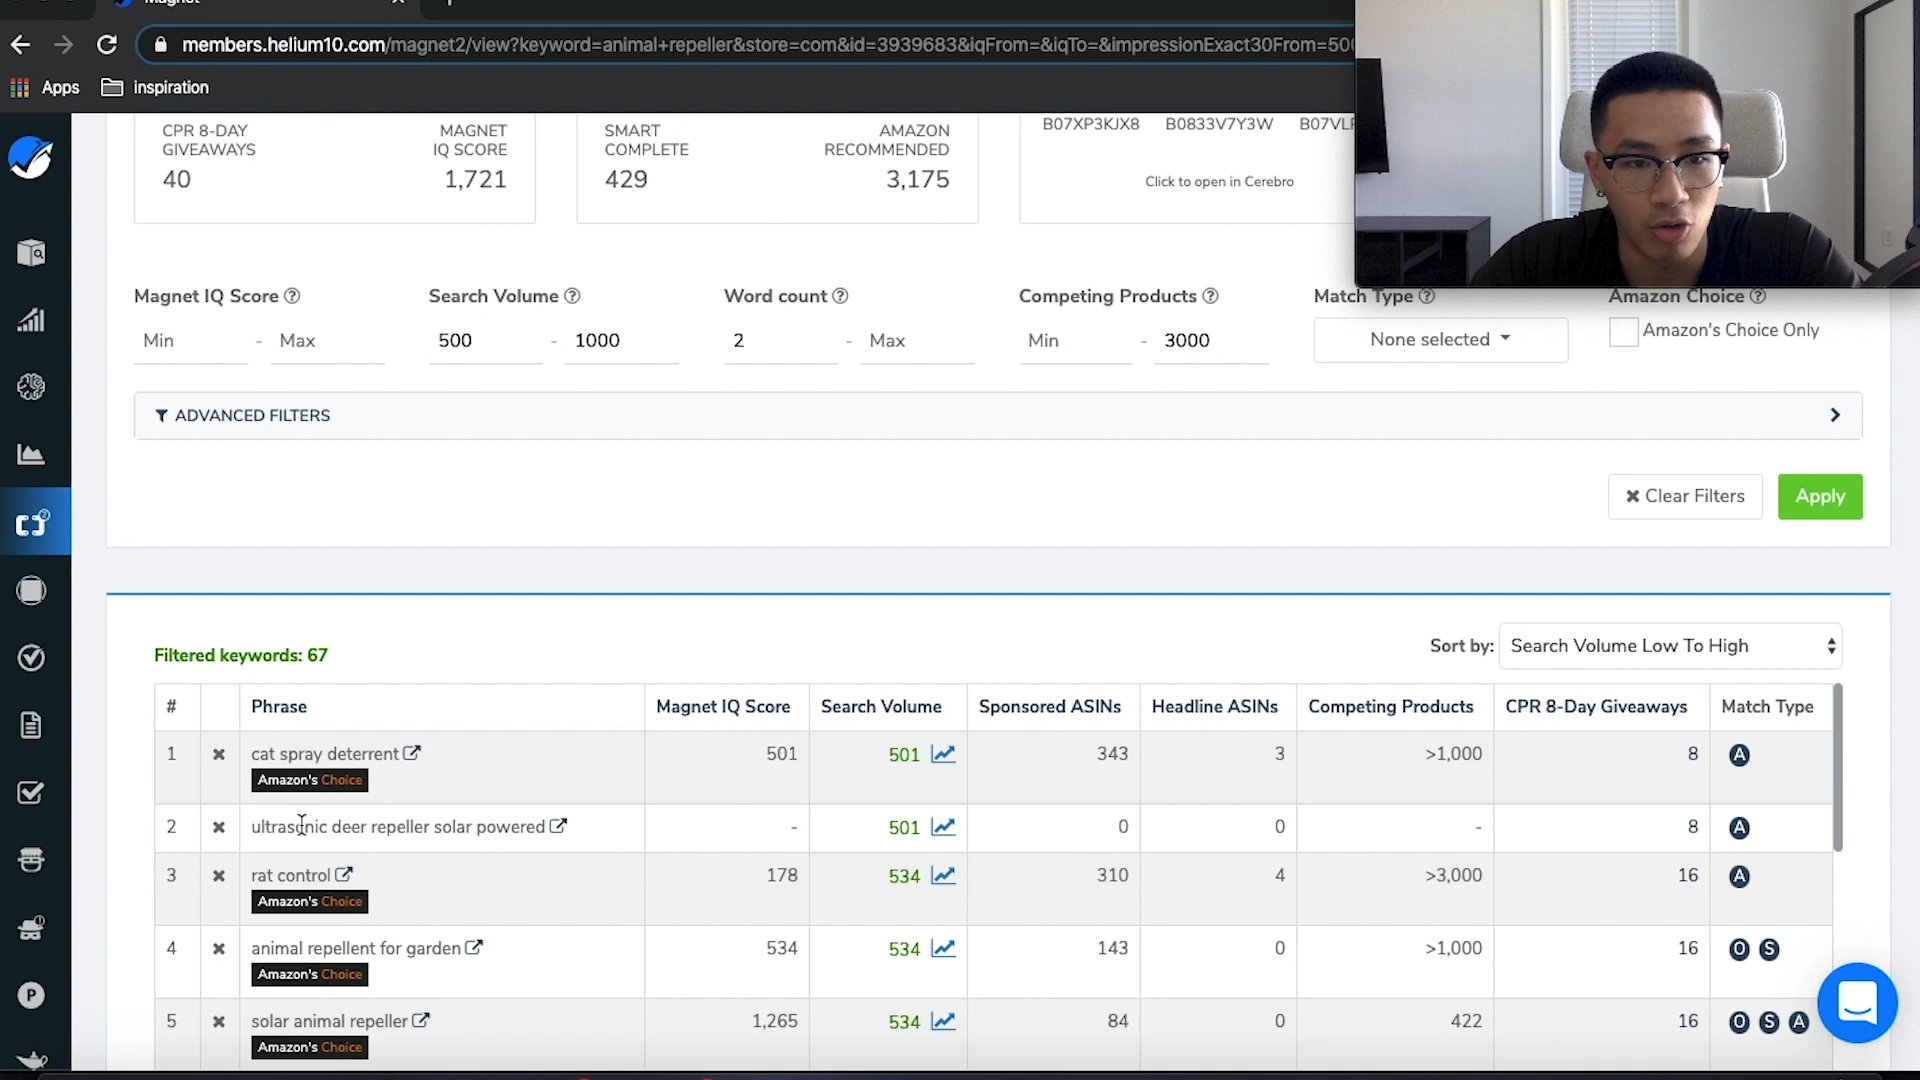 Magnet
members.helium10.com/magnet2/view?keyword=animal+repeller&store=com&id=3939683&iqFrom=&iqTo=&impressionExact30From=500
Apps inspiration
CPR 8-DAY GIVEAWAYS
MAGNET IQ SCORE
SMART COMPLETE
AMAZON RECOMMENDED
40 1,721 429 3,175
B07XP3KJX8 B0833V7Y3W
Click to open in Cerebro
Magnet IQ Score Search Volume Word count Competing Products Match Type Amazon Choice
Min - Max 500 - 1000 2 - Max Min - 3000 None selected Amazon's Choice Only
ADVANCED FILTERS
Clear Filters Apply
Filtered keywords: 67
Sort by: Search Volume Low To High
# Phrase Magnet IQ Score Search Volume Sponsored ASINs Headline ASINs Competing Products CPR 8-Day Giveaways Match Type
1 cat spray deterrent 501 501 343 3 >1,000 8 A
Amazon's Choice
2 ultrasonic deer repeller solar powered - 501 0 0 - 8 A
3 rat control 178 534 310 4 >3,000 16 A
Amazon's Choice
4 animal repellent for garden 534 534 143 0 >1,000 16 O S
Amazon's Choice
5 solar animal repeller 1,265 534 84 0 422 16 O S A
Amazon's Choice